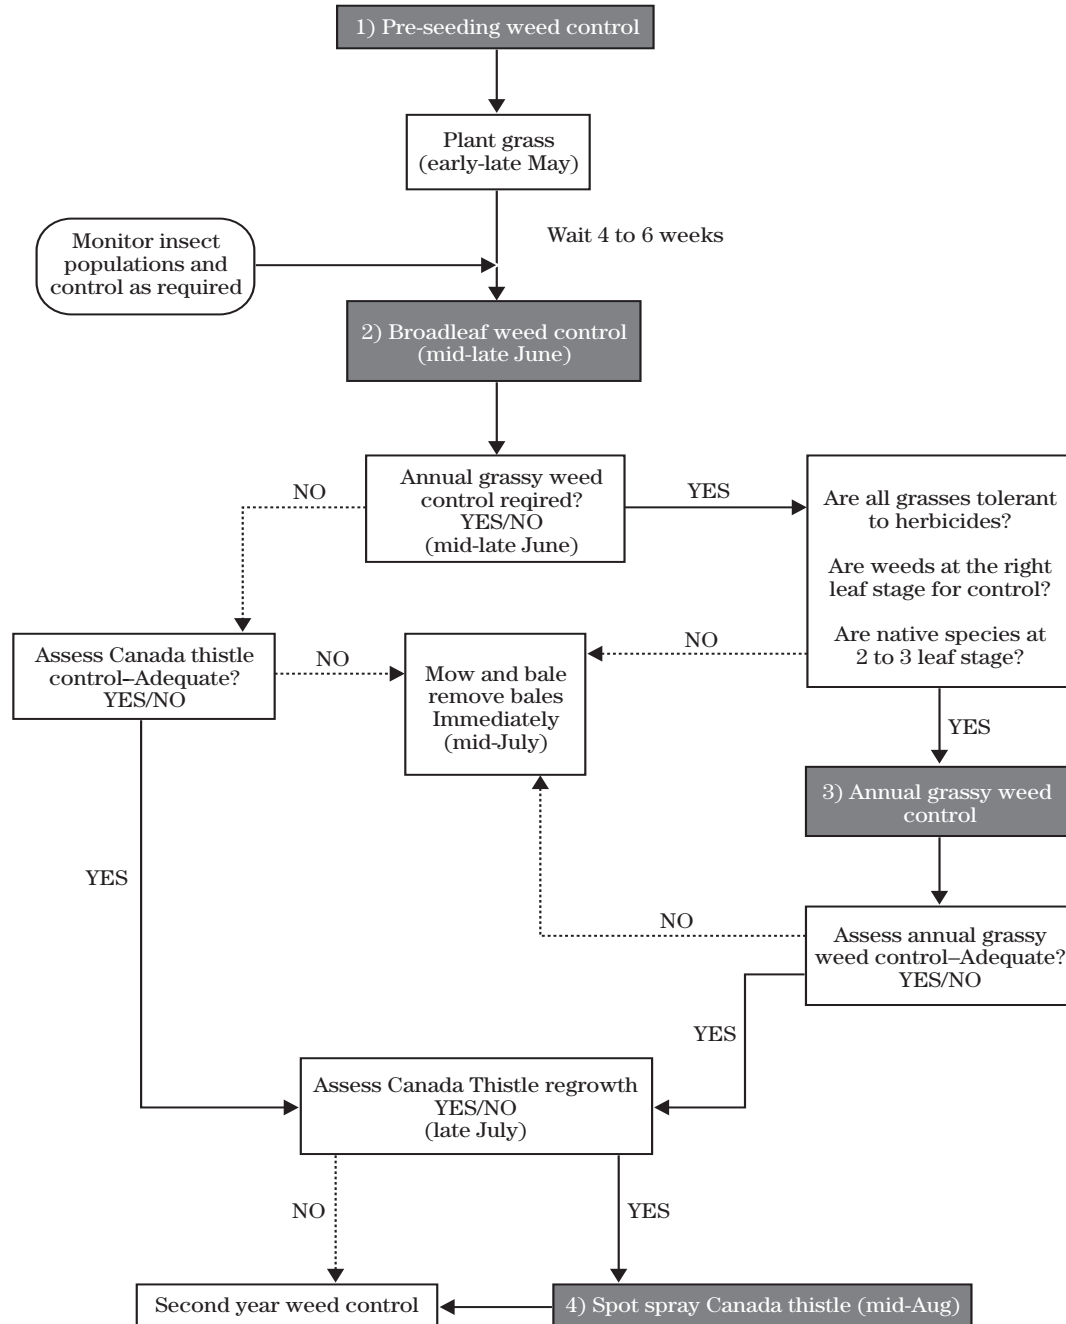 1) Pre-seeding weed control
Plant grass
(early-late May)
Wait 4 to 6 weeks
Monitor insect
populations and
control as required
2) Broadleaf weed control
(mid-late June)
Annual grassy weed
control reqired?
YES/NO
(mid-late June)
NO
YES
Are all grasses tolerant
to herbicides?
Are weeds at the right
leaf stage for control?
Are native species at
2 to 3 leaf stage?
Assess Canada thistle
control–Adequate?
YES/NO
NO
Mow and bale
remove bales
Immediately
(mid-July)
NO
YES
3) Annual grassy weed
control
YES
NO
Assess annual grassy
weed control–Adequate?
YES/NO
YES
Assess Canada Thistle regrowth
YES/NO
(late July)
NO
YES
Second year weed control
4) Spot spray Canada thistle (mid-Aug)